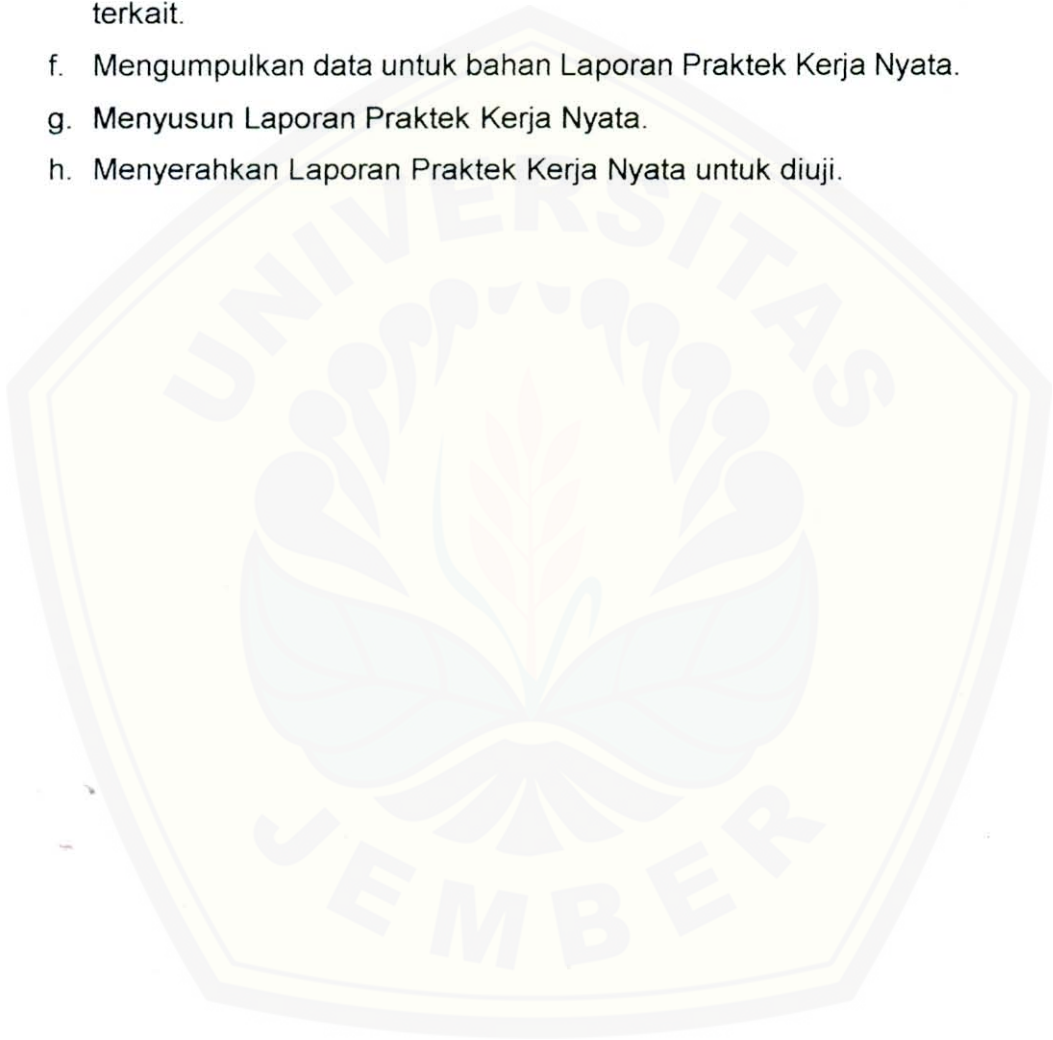 terkait.
f. Mengumpulkan data untuk bahan Laporan Praktek Kerja Nyata.
g. Menyusun Laporan Praktek Kerja Nyata.
h. Menyerahkan Laporan Praktek Kerja Nyata untuk diuji.
UNIVERSITAS
JEMBER